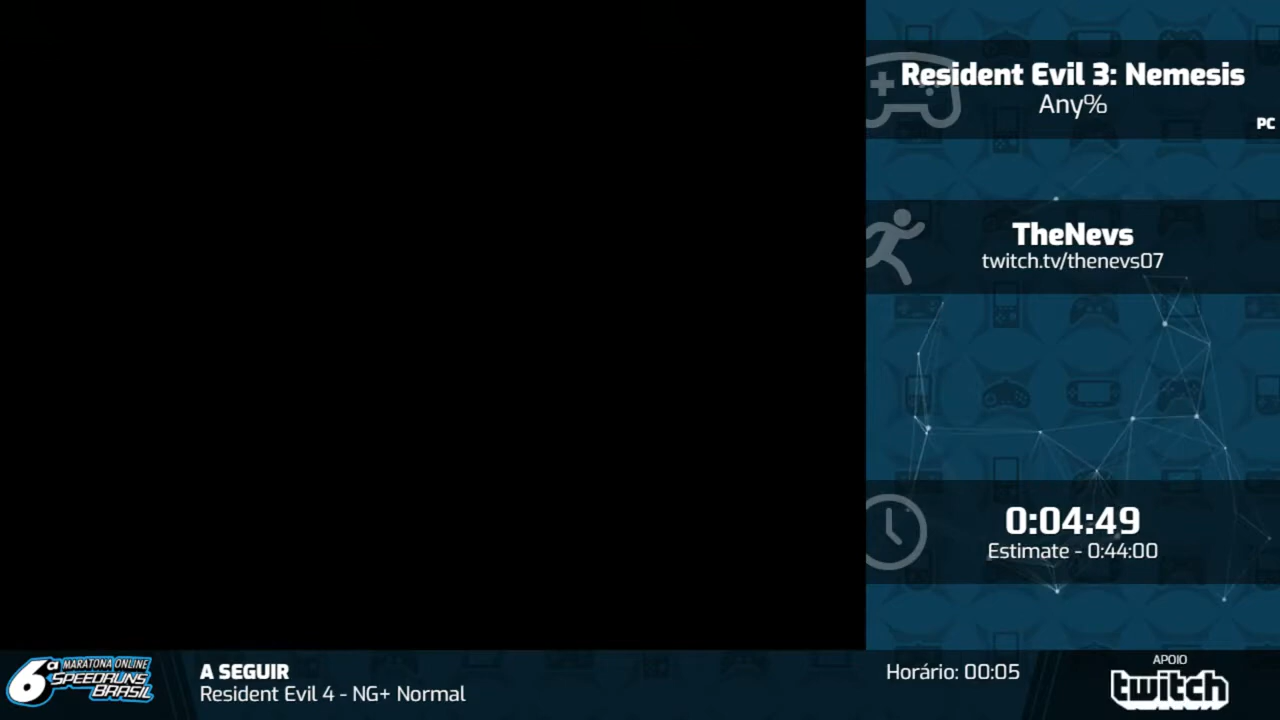 Resident Evil 3: Nemesis
Any%
PC
TheNevs
twitch.tv/thenevs07
0:04:49
Estimate - 0:44:00
6ª MARATONA ONLINE
SPEEDRUNS
BRASIL
A SEGUIR
Resident Evil 4 - NG+ Normal
Horário: 00:05
APOIO
twitch